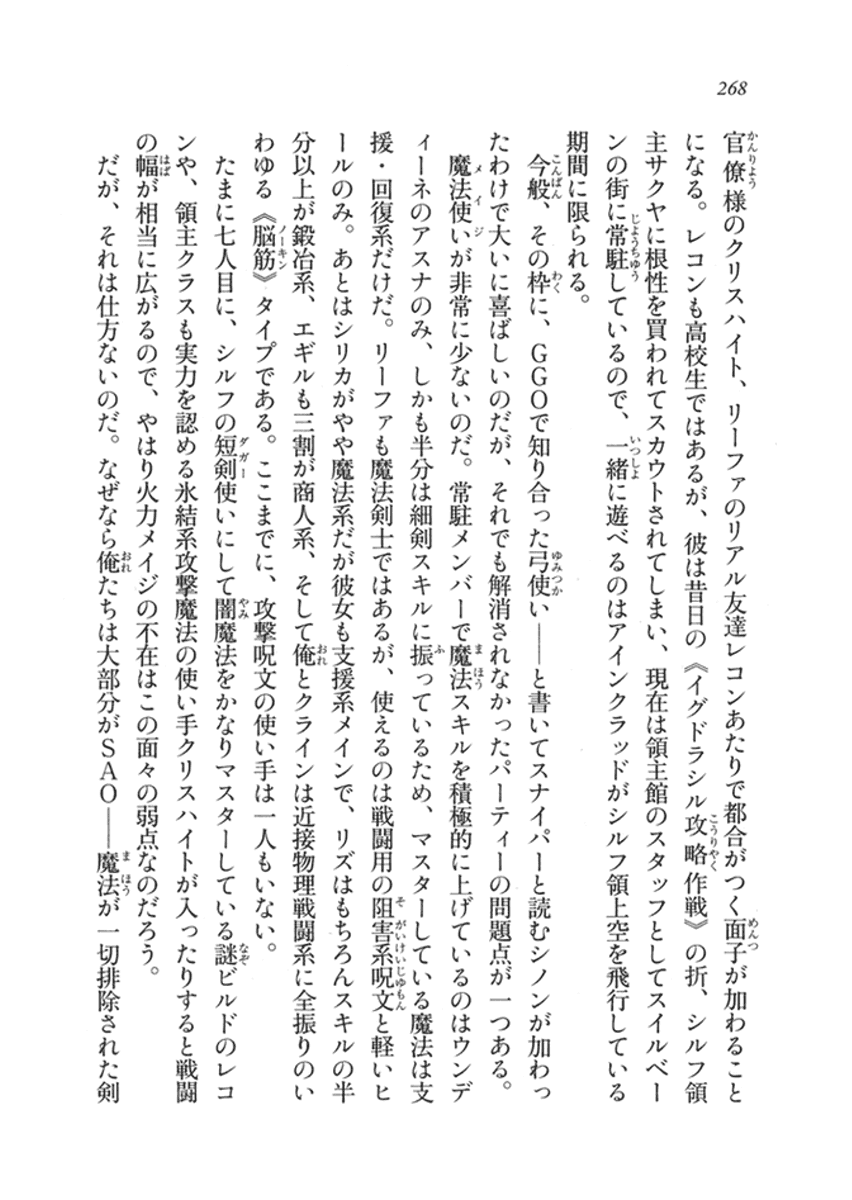 268
官僚様のクリスハイト、リーファのリアル友達レコンあたりで都合がつく面子が加わること
になる。レコンも高校生ではあるが、彼は昔日の《イグドラシル攻略作戦》の折、シルフ領
主サクヤに根性を買われてスカウトされてしまい、現在は領主館のスタッフとしてスイルベー
ンの街に常駐しているので、一緒に遊べるのはアインクラッドがシルフ領上空を飛行している
期間に限られる。
今般、その枠に、GGOで知り合った弓使い――と書いてスナイパーと読むシノンが加わっ
たわけで大いに喜ばしいのだが、それでも解消されなかったパーティーの問題点が一つある。
魔法使いが非常に少ないのだ。常駐メンバーで魔法スキルを積極的に上げているのはウンデ
ィーネのアスナのみ、しかも半分は細剣スキルに振っているため、マスターしている魔法は支
援・回復系だけだ。リーファも魔法剣士ではあるが、使えるのは戦闘用の阻害系呪文と軽いヒ
ールのみ。あとはシリカがやや魔法系だが彼女も支援系メインで、リズはもちろんスキルの半
分以上が鍛冶系、エギルも三割が商人系、そして俺とクラインは近接物理戦闘系に全振りのい
わゆる《脳筋》タイプである。ここまでに、攻撃呪文の使い手は一人もいない。
たまに七人目に、シルフの短剣使いにして闇魔法をかなりマスターしている謎ビルドのレコ
ンや、領主クラスも実力を認める氷結系攻撃魔法の使い手クリスハイトが入ったりすると戦闘
の幅が相当に広がるので、やはり火力メイジの不在はこの面々の弱点なのだろう。
だが、それは仕方ないのだ。なぜなら俺たちは大部分がSAO――魔法が一切排除された剣